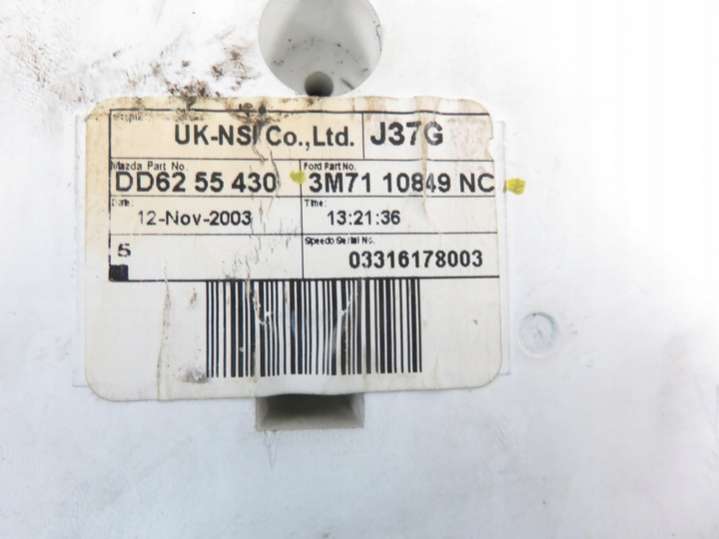 UK-NSI Co.,Ltd. J37G
Mazda Part No. Ford Part No.
DD62 55 430 3M71 10849 NC
Date: Time:
12-Nov-2003 13:21:36
5 Speedo Serial No.
03316178003